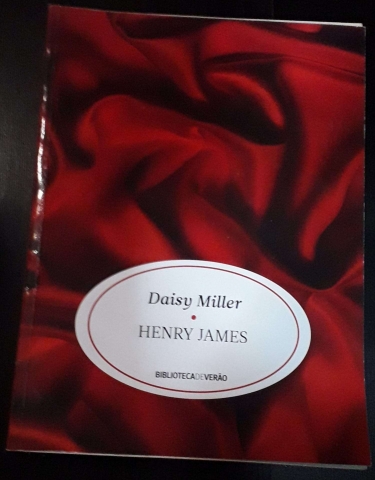 Daisy Miller
HENRY JAMES
BIBLIOTECADEVERÃO